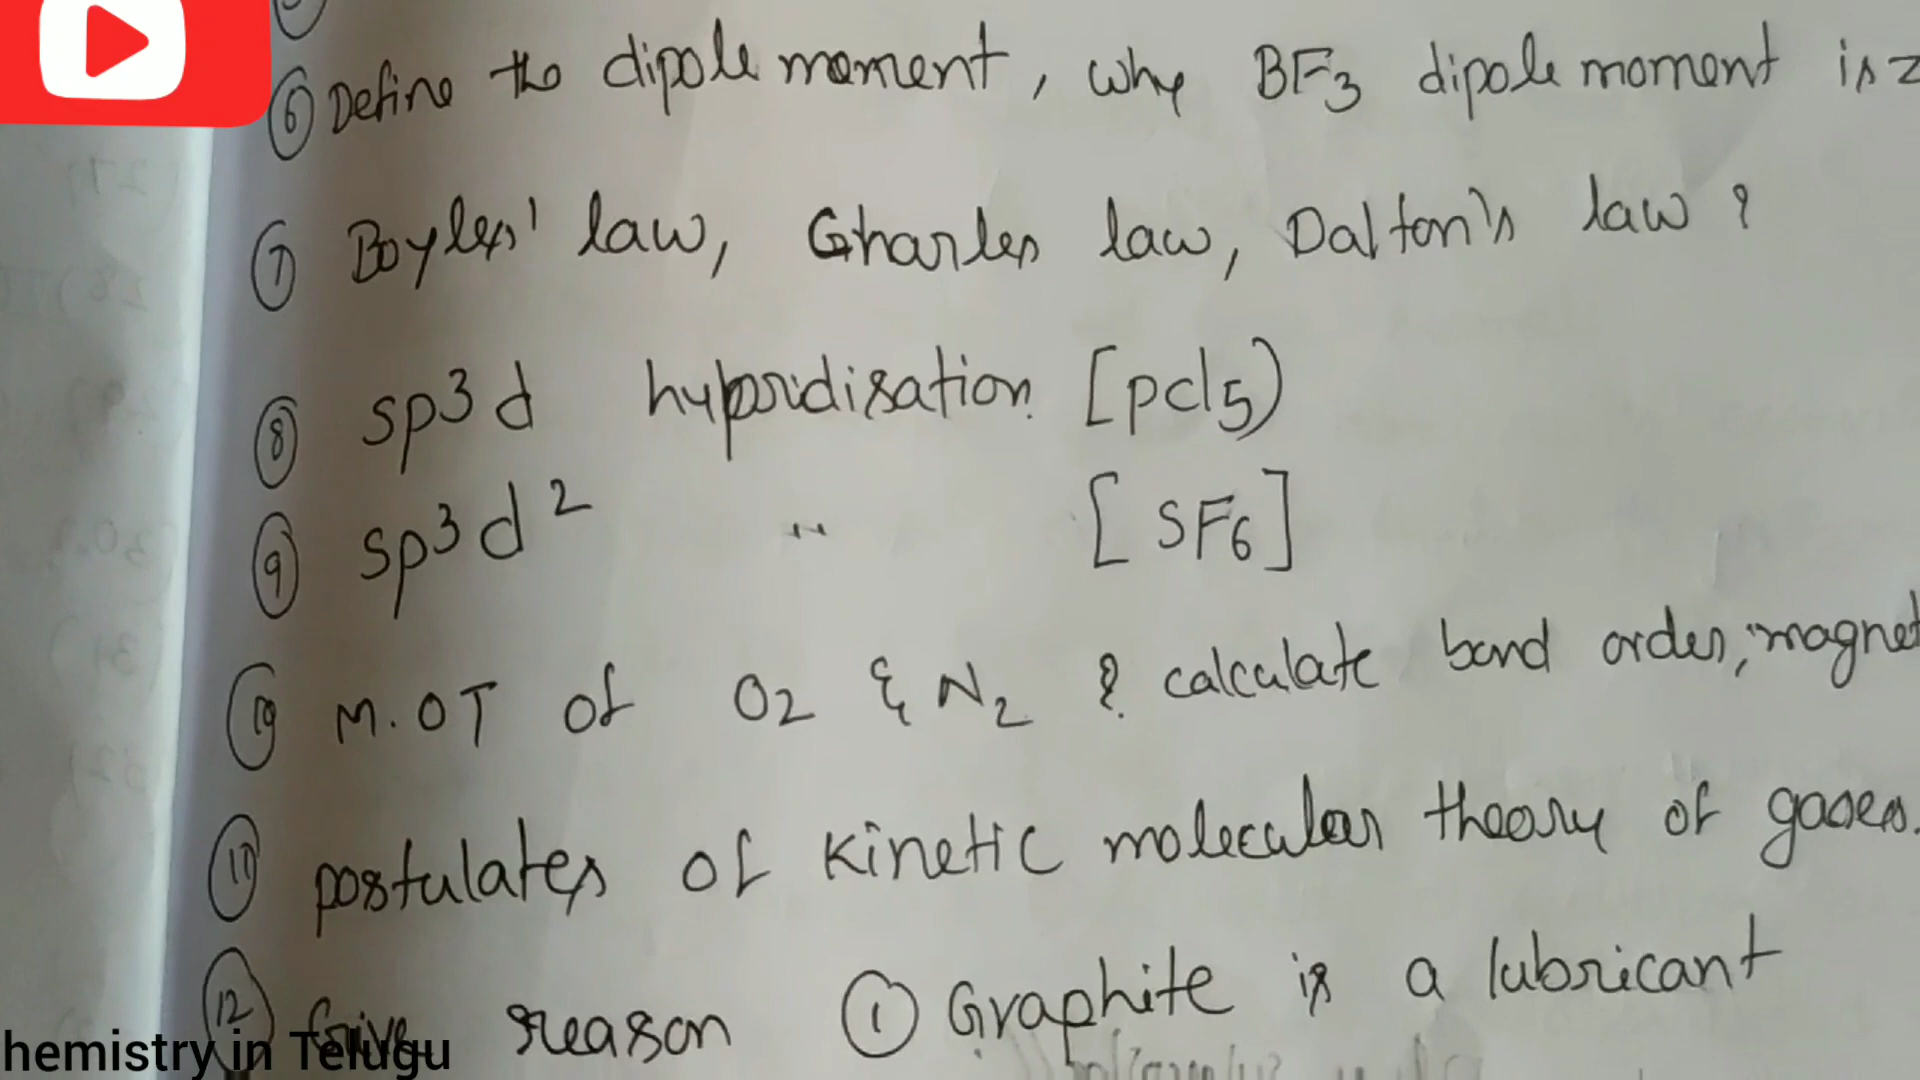 ⑥ Define the dipole moment, why BF3 dipole moment is z
⑦ Boyles' law, Gharles law, Dalton's law ?
⑧ sp3d hybridisation [pcl5)
⑨ sp3d2 " [SF6]
⑩ M.OT of O2 & N2 ? calculate bond order, magnet
⑪ postulates of Kinetic molecular theory of gases.
⑫ Give reason ① Graphite is a lubricant
hemistry in Telugu